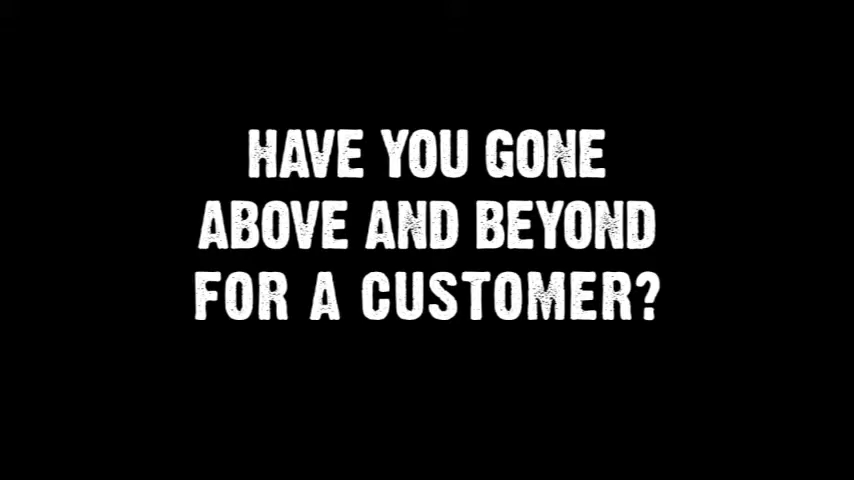 HAVE YOU GONE
ABOVE AND BEYOND
FOR A CUSTOMER?